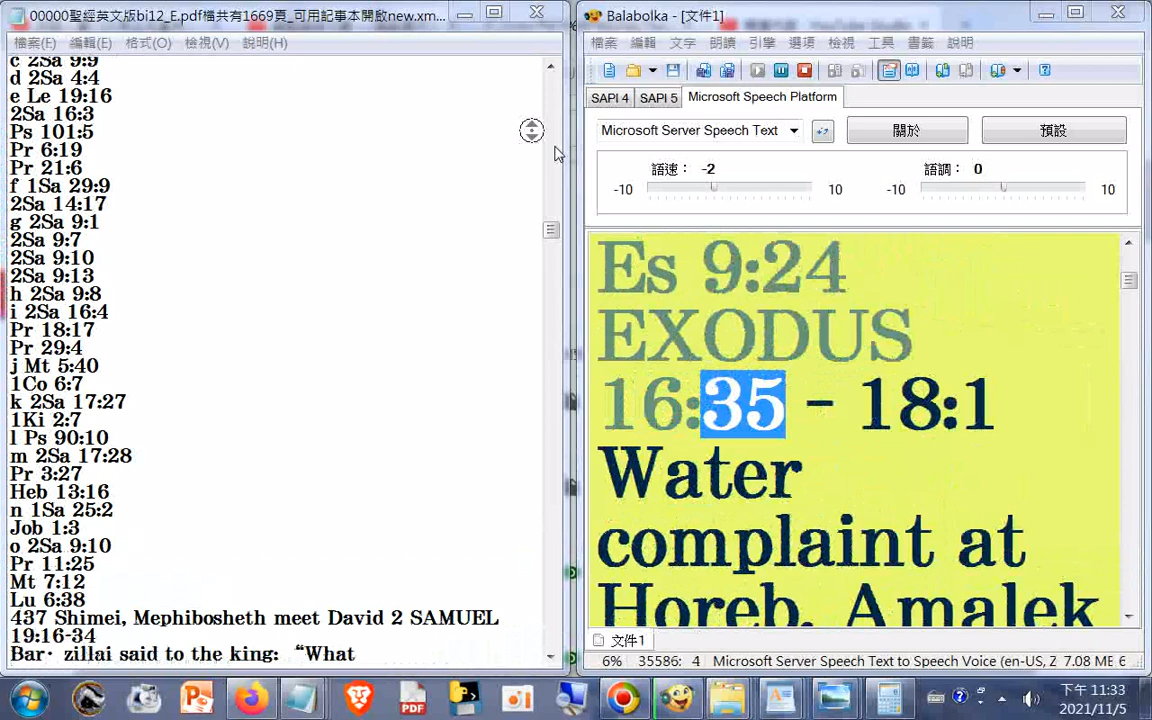 00000聖經英文版bi12_E.pdf檔共有1669頁_可用記事本開啟new.xm...
檔案(E) 編輯(E) 格式(O) 檢視(V) 說明(H)
c 2Sa 9:9
d 2Sa 4:4
e Le 19:16
2Sa 16:3
Ps 101:5
Pr 6:19
Pr 21:6
f 1Sa 29:9
2Sa 14:17
g 2Sa 9:1
2Sa 9:7
2Sa 9:10
2Sa 9:13
h 2Sa 9:8
i 2Sa 16:4
Pr 18:17
Pr 29:4
j Mt 5:40
1Co 6:7
k 2Sa 17:27
1Ki 2:7
l Ps 90:10
m 2Sa 17:28
Pr 3:27
Heb 13:16
n 1Sa 25:2
Job 1:3
o 2Sa 9:10
Pr 11:25
Mt 7:12
Lu 6:38
437 Shimei, Mephibosheth meet David 2 SAMUEL
19:16-34
Bar· zillai said to the king: “What
Balabolka - [文件1]
檔案 編輯 文字 朗讀 引擎 選項 檢視 工具 書籤 說明
SAPI 4 SAPI 5 Microsoft Speech Platform
Microsoft Server Speech Text 關於 預設
語速： -2 語調： 0
-10 10 -10 10
Es 9:24
EXODUS
16:35 - 18:1
Water
complaint at
Horeb. Amalek
文件1
6% 35586: 4 Microsoft Server Speech Text to Speech Voice (en-US, Z 7.08 MB 6
PDF
下午 11:33
2021/11/5